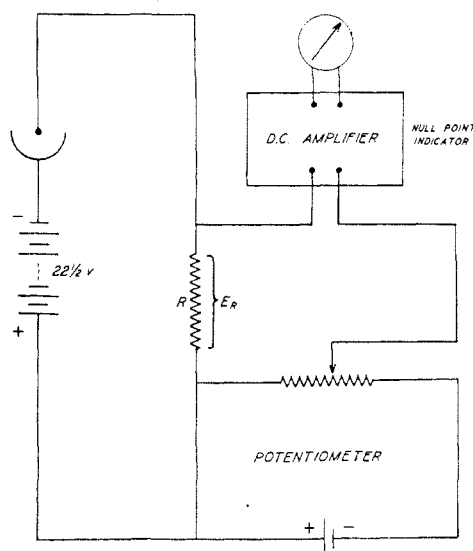 D.C. AMPLIFIER
NULL POINT
INDICATOR
-
22½ v
+
R
E_R
POTENTIOMETER
+ -